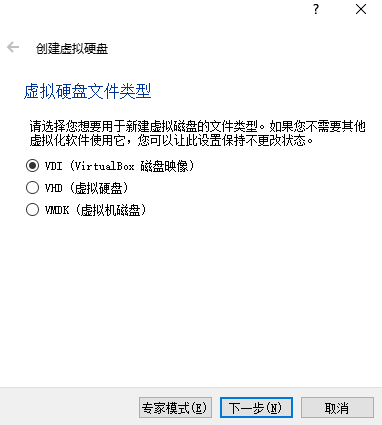 ?
创建虚拟硬盘
虚拟硬盘文件类型
请选择您想要用于新建虚拟磁盘的文件类型。如果您不需要其他
虚拟化软件使用它，您可以让此设置保持不更改状态。
VDI (VirtualBox 磁盘映像)
VHD (虚拟硬盘)
VMDK (虚拟机磁盘)
专家模式(E) 下一步(N) 取消